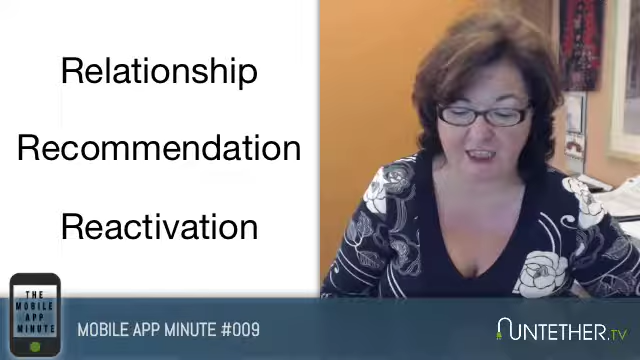 Relationship
Recommendation
Reactivation
THE
MOBILE
APP
MINUTE
MOBILE APP MINUTE #009
UNTETHER.TV